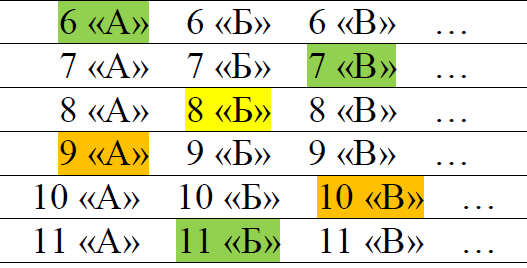 6 «А» 6 «Б» 6 «В» …
7 «А» 7 «Б» 7 «В» …
8 «А» 8 «Б» 8 «В» …
9 «А» 9 «Б» 9 «В» …
10 «А» 10 «Б» 10 «В» …
11 «А» 11 «Б» 11 «В» …